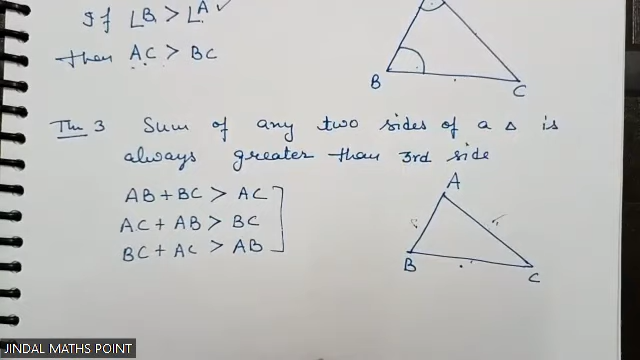 If ∠B > ∠A ✓
then AC > BC
B
C
Thm 3 Sum of any two sides of a Δ is
always greater than 3rd side
AB + BC > AC
AC + AB > BC
BC + AC > AB
A
B
C
JINDAL MATHS POINT